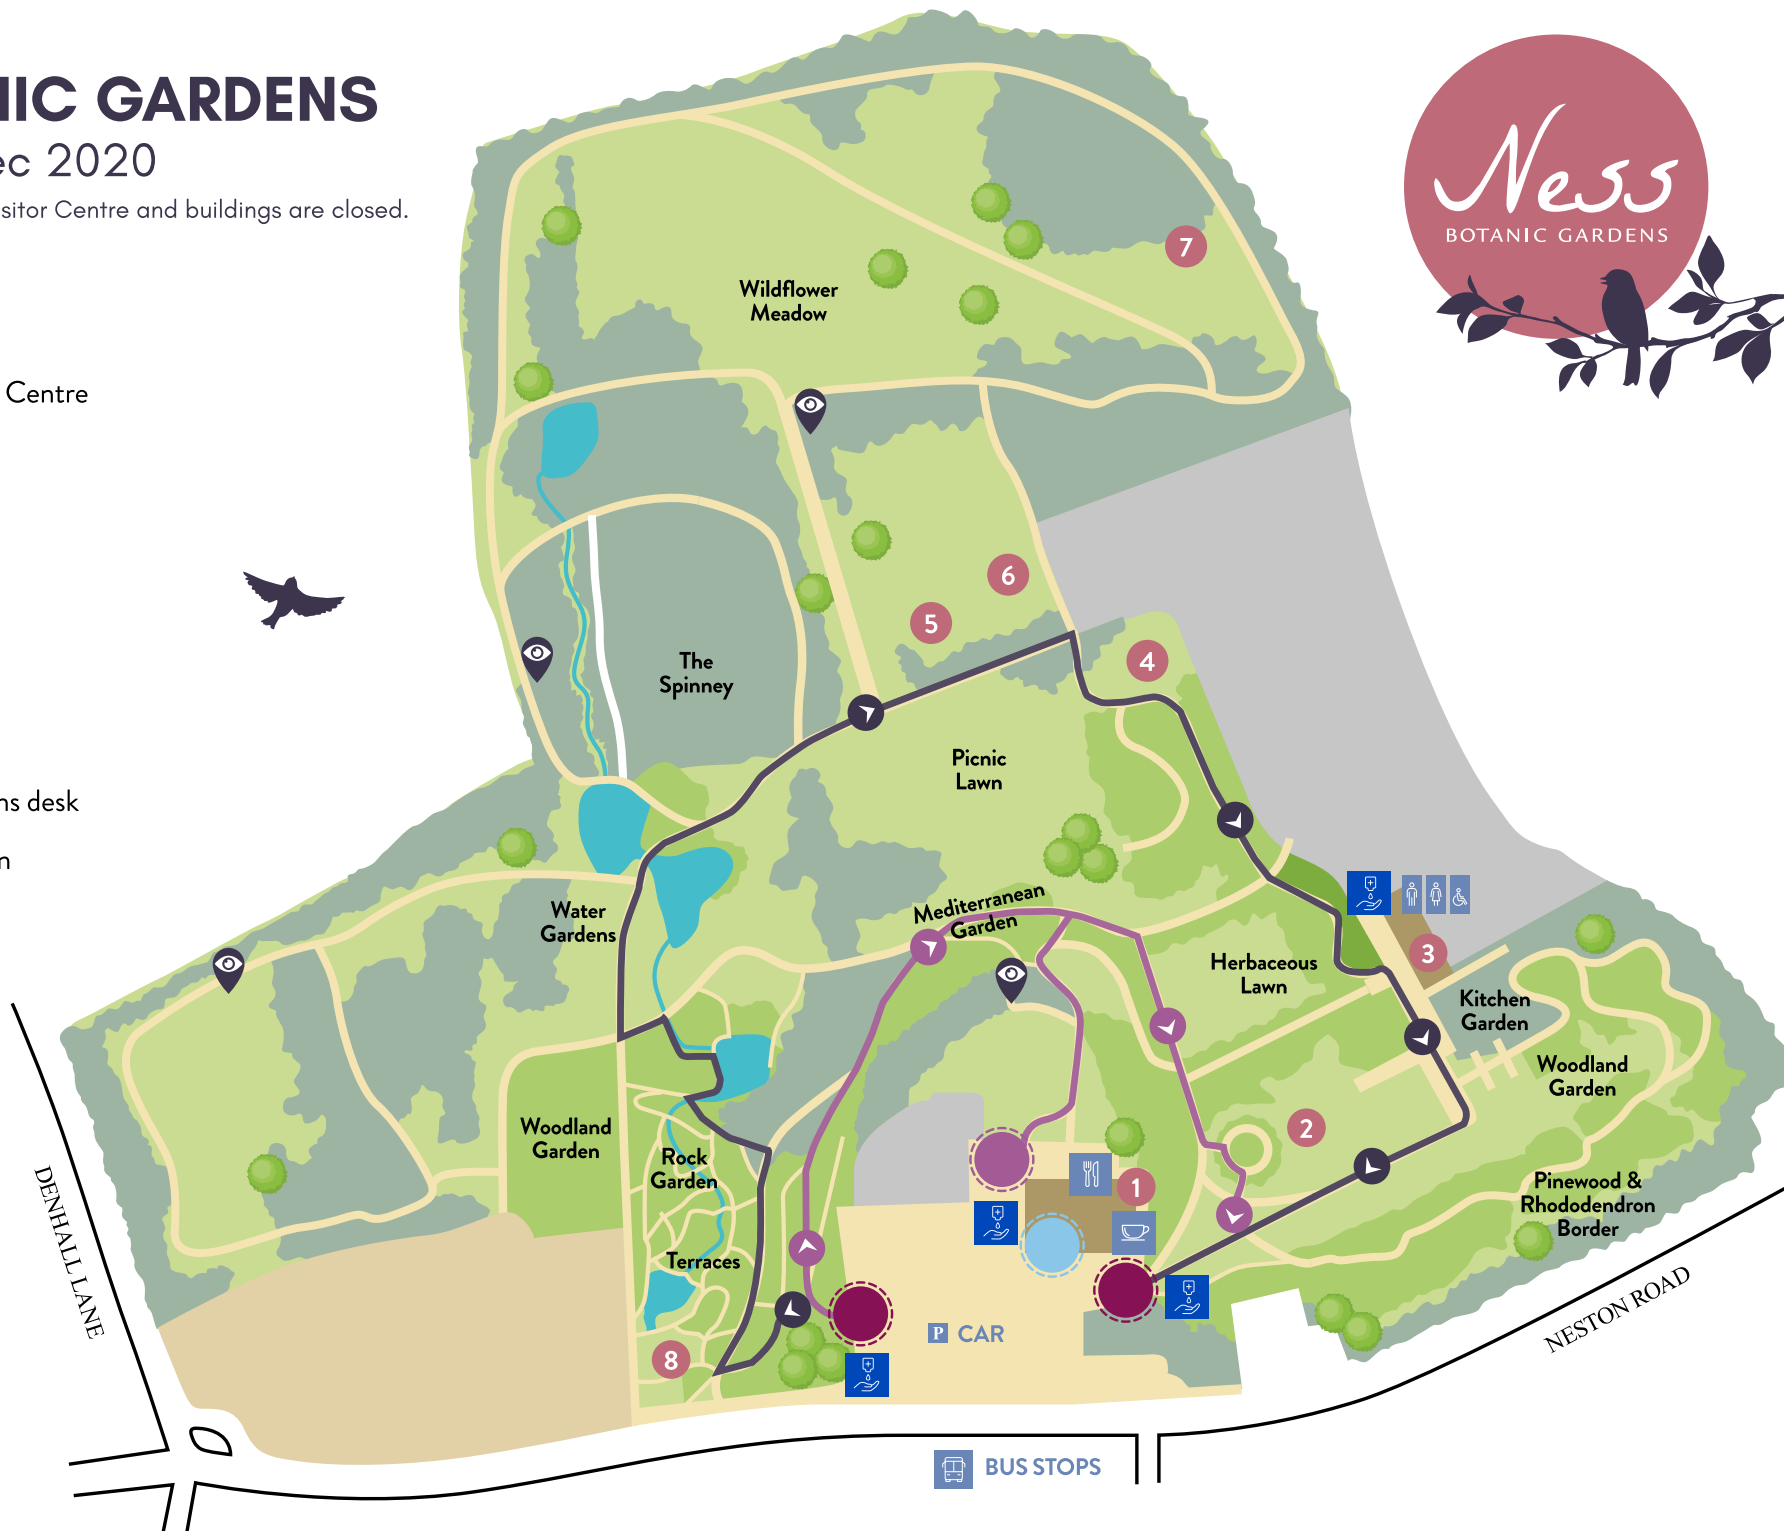 NIC GARDENS
ec 2020
sitor Centre and buildings are closed.
Ness
BOTANIC GARDENS
Centre
ns desk
n
7
Wildflower
Meadow
6
5
4
The
Spinney
Picnic
Lawn
Mediterranean
Garden
Water
Gardens
Herbaceous
Lawn
3
Kitchen
Garden
Woodland
Garden
Woodland
Garden
2
Rock
Garden
1
Pinewood &
Rhododendron
Border
Terraces
8
P CAR
DENHALL LANE
NESTON ROAD
BUS STOPS